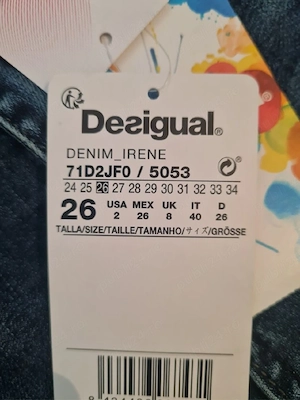 Desigual®
DENIM_IRENE
71D2JF0 / 5053
24 25 26 27 28 29 30 31 32 33 34
26
USA MEX UK IT D
2 26 8 40 26
TALLA/SIZE/TAILLE/TAMANHO/サイズ/GRÖSSE